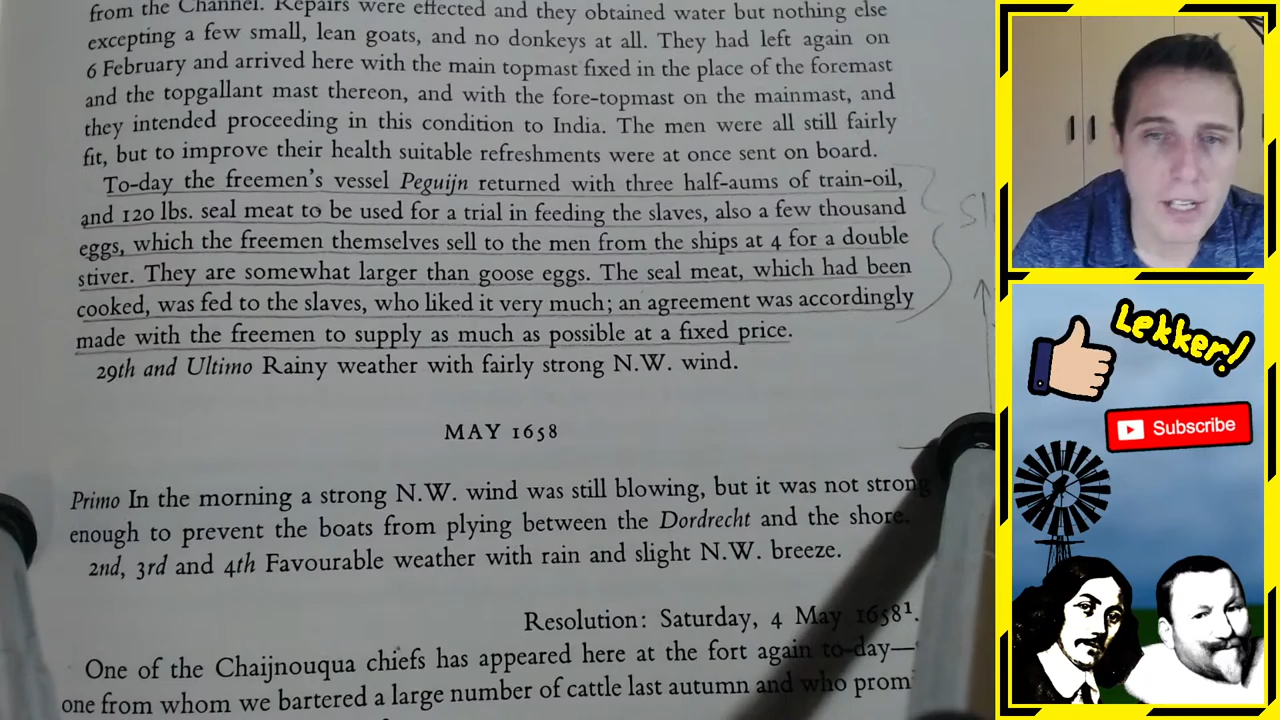 from the Channel. Repairs were effected and they obtained water but nothing else
excepting a few small, lean goats, and no donkeys at all. They had left again on
6 February and arrived here with the main topmast fixed in the place of the foremast
and the topgallant mast thereon, and with the fore-topmast on the mainmast, and
they intended proceeding in this condition to India. The men were all still fairly
fit, but to improve their health suitable refreshments were at once sent on board.
To-day the freemen's vessel Peguijn returned with three half-aums of train-oil,
and 120 lbs. seal meat to be used for a trial in feeding the slaves, also a few thousand
eggs, which the freemen themselves sell to the men from the ships at 4 for a double
stiver. They are somewhat larger than goose eggs. The seal meat, which had been
cooked, was fed to the slaves, who liked it very much; an agreement was accordingly
made with the freemen to supply as much as possible at a fixed price.
29th and Ultimo Rainy weather with fairly strong N.W. wind.
MAY 1658
Primo In the morning a strong N.W. wind was still blowing, but it was not strong
enough to prevent the boats from plying between the Dordrecht and the shore.
2nd, 3rd and 4th Favourable weather with rain and slight N.W. breeze.
Resolution: Saturday, 4 May 1658¹.
One of the Chaijnouqua chiefs has appeared here at the fort again to-day—
one from whom we bartered a large number of cattle last autumn and who prom
Lekker!
Subscribe